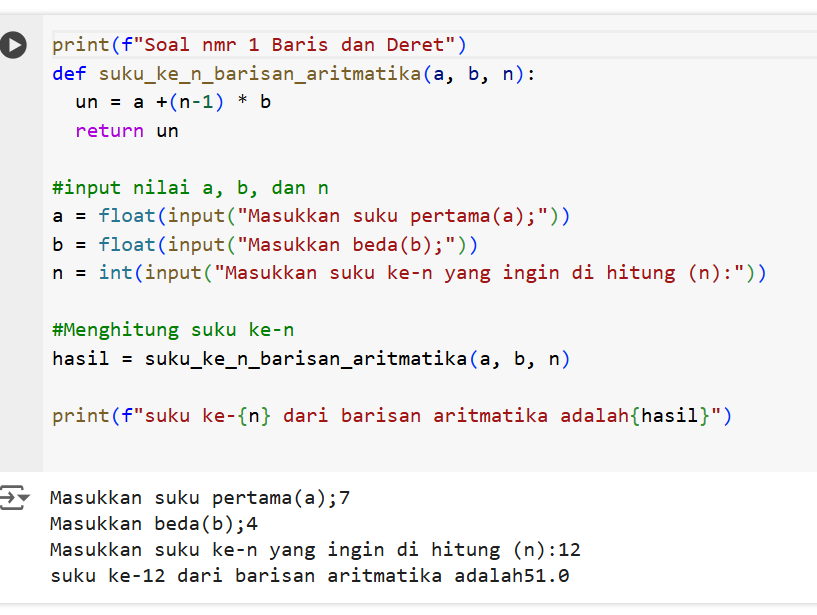 print(f"Soal nmr 1 Baris dan Deret")
def suku_ke_n_barisan_aritmatika(a, b, n):
  un = a +(n-1) * b
  return un
#input nilai a, b, dan n
a = float(input("Masukkan suku pertama(a);"))
b = float(input("Masukkan beda(b);"))
n = int(input("Masukkan suku ke-n yang ingin di hitung (n):"))
#Menghitung suku ke-n
hasil = suku_ke_n_barisan_aritmatika(a, b, n)
print(f"suku ke-{n} dari barisan aritmatika adalah{hasil}")
Masukkan suku pertama(a);7
Masukkan beda(b);4
Masukkan suku ke-n yang ingin di hitung (n):12
suku ke-12 dari barisan aritmatika adalah51.0